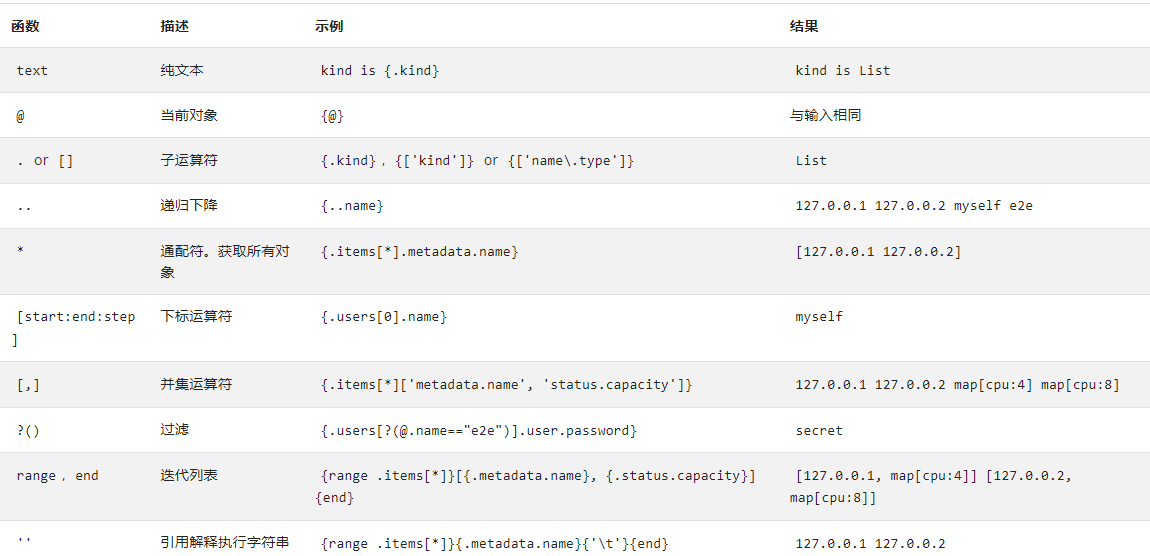 函数 描述 示例 结果
text 纯文本 kind is {.kind} kind is List
@ 当前对象 {@} 与输入相同
. or [] 子运算符 {.kind}, {['kind']} or {['name\.type']} List
.. 递归下降 {..name} 127.0.0.1 127.0.0.2 myself e2e
* 通配符。获取所有对 {.items[*].metadata.name} [127.0.0.1 127.0.0.2]
象
[start:end:step 下标运算符 {.users[0].name} myself
]
[,] 并集运算符 {.items[*]['metadata.name', 'status.capacity']} 127.0.0.1 127.0.0.2 map[cpu:4] map[cpu:8]
?() 过滤 {.users[?(@.name=="e2e")].user.password} secret
range, end 迭代列表 {range .items[*]}[{.metadata.name}, {.status.capacity}] [127.0.0.1, map[cpu:4]] [127.0.0.2,
{end} map[cpu:8]]
'' 引用解释执行字符串 {range .items[*]}{.metadata.name}{'\t'}{end} 127.0.0.1 127.0.0.2